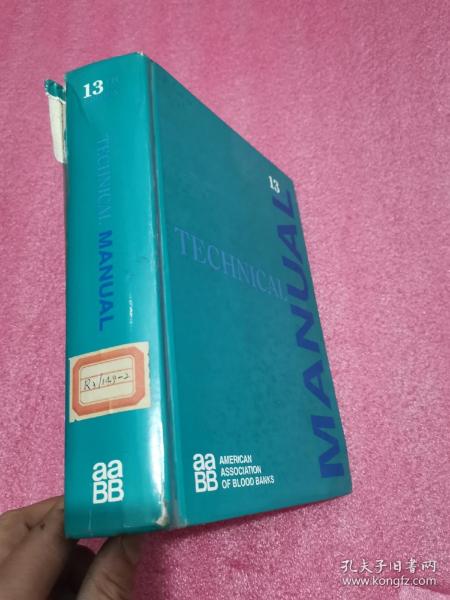 13
TECHNICAL MANUAL
aa
BB
13
TECHNICAL
MANUAL
aa
BB
AMERICAN
ASSOCIATION
OF BLOOD BANKS
孔夫子旧书网
www.kongfz.com